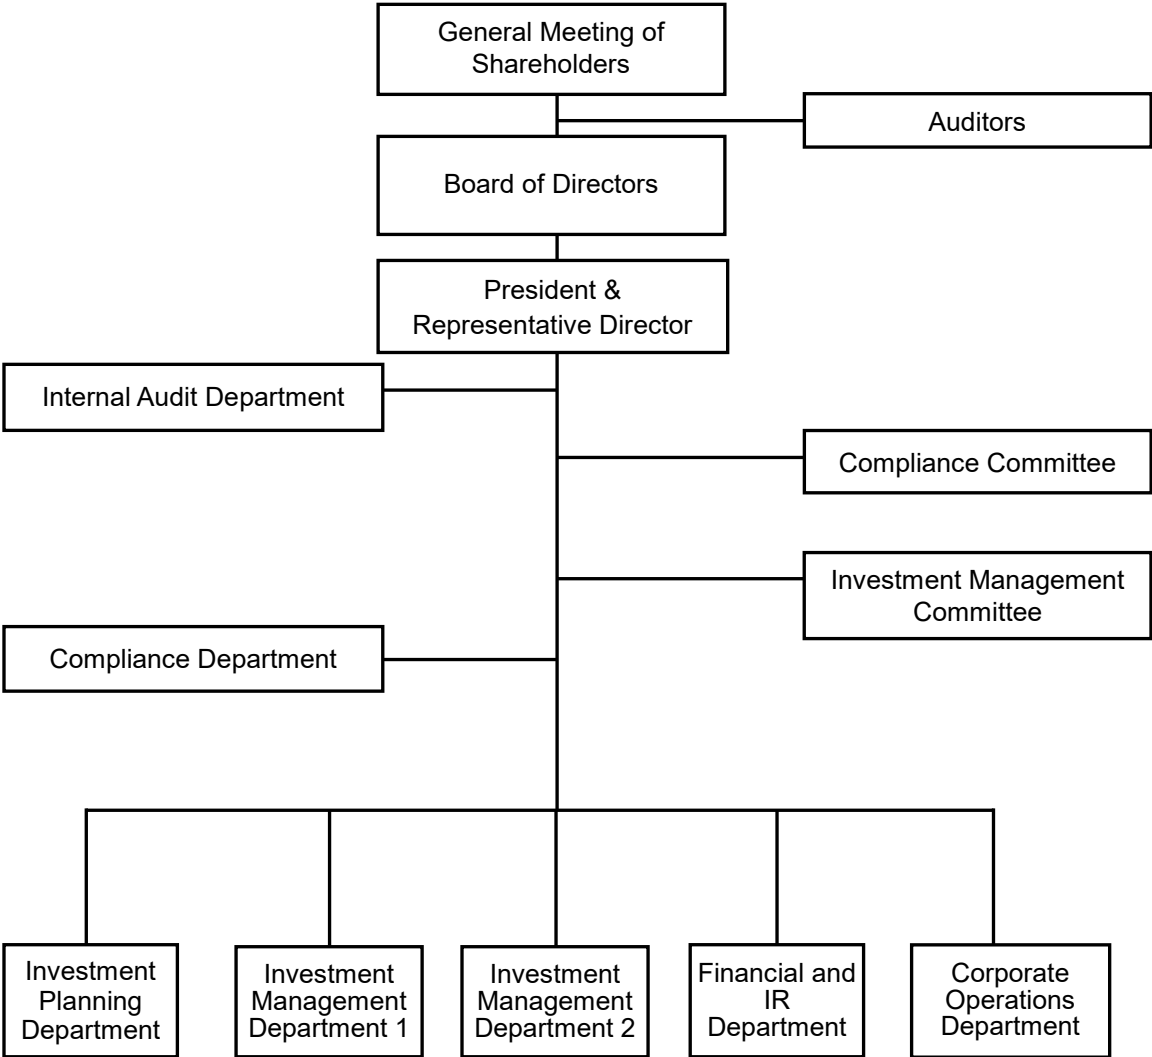 General Meeting of
Shareholders
Auditors
Board of Directors
President &
Representative Director
Internal Audit Department
Compliance Committee
Investment Management
Committee
Compliance Department
Investment
Planning
Department
Investment
Management
Department 1
Investment
Management
Department 2
Financial and
IR
Department
Corporate
Operations
Department